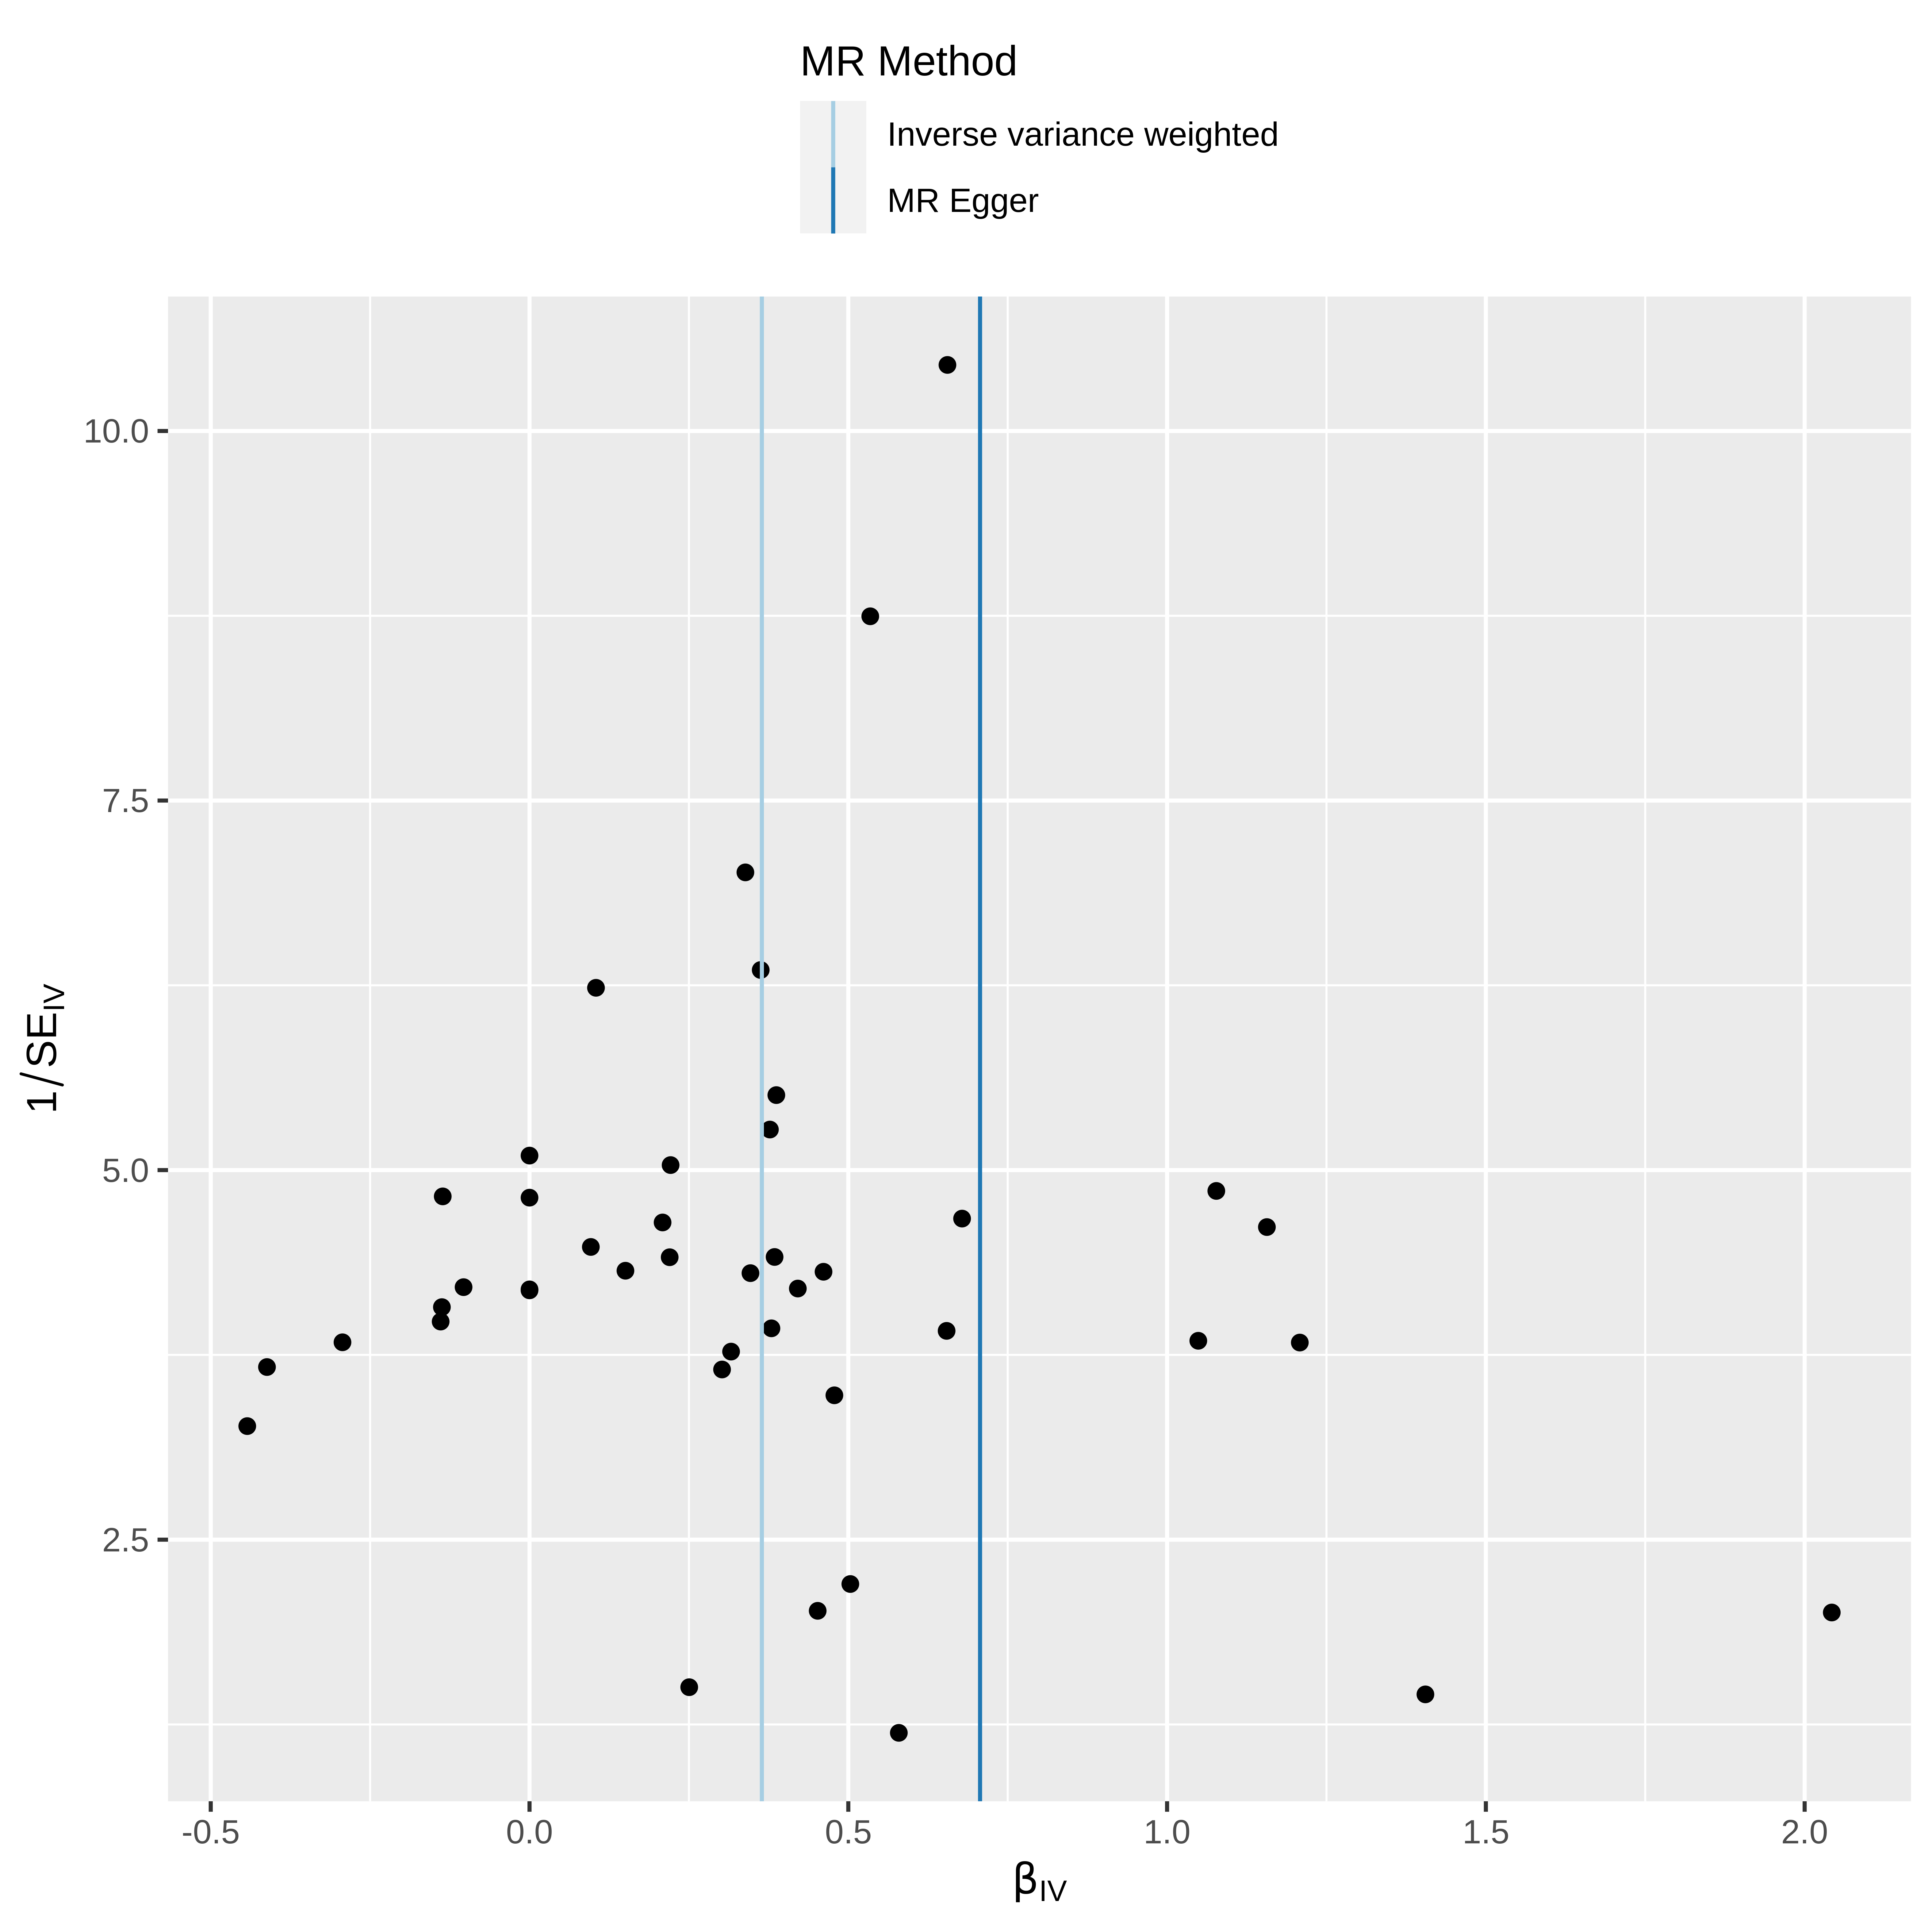 MR Method
Inverse variance weighted
MR Egger
10.0
7.5
5.0
2.5
1 / SE_IV
-0.5 0.0 0.5 1.0 1.5 2.0
β_IV